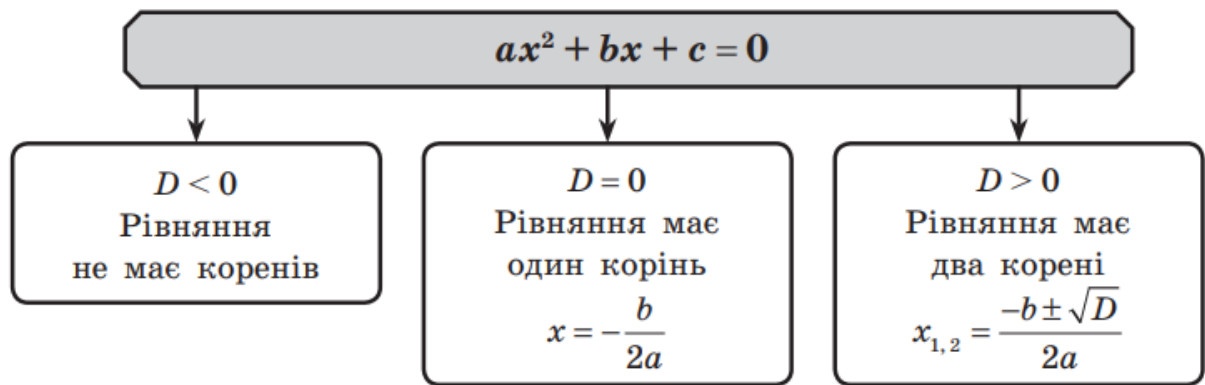 ax² + bx + c = 0
D < 0
Рівняння
не має коренів
D = 0
Рівняння має
один корінь
x = −b/2a
D > 0
Рівняння має
два корені
x₁,₂ = (−b ± √D)/2a